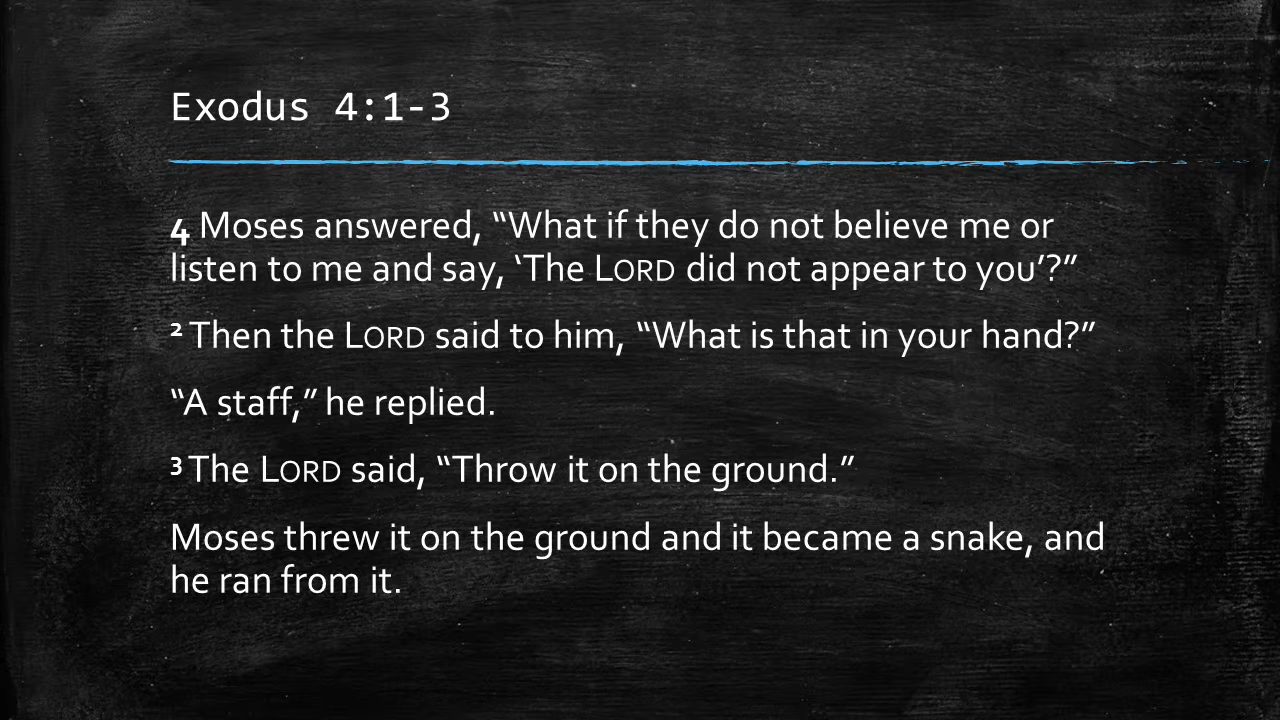 Exodus 4:1-3
4 Moses answered, “What if they do not believe me or
listen to me and say, ‘The LORD did not appear to you’?”
2 Then the LORD said to him, “What is that in your hand?”
“A staff,” he replied.
3 The LORD said, “Throw it on the ground.”
Moses threw it on the ground and it became a snake, and
he ran from it.